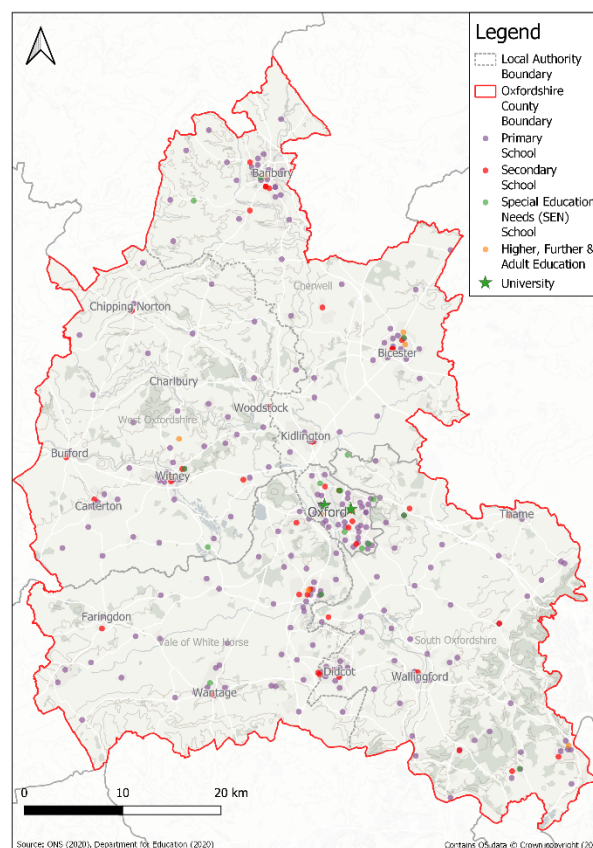 Legend
Local Authority
Boundary
Oxfordshire
County
Boundary
Primary
School
Secondary
School
Special Education
Needs (SEN)
School
Higher, Further &
Adult Education
University
Banbury
Cherwell
Chipping Norton
Bicester
Charlbury
Woodstock
West Oxfordshire
Kidlington
Burford
Witney
Carterton
Oxford
Thame
Faringdon
Vale of White Horse
South Oxfordshire
Didcot
Wallingford
Wantage
0 10 20 km
Source: ONS (2020), Department for Education (2020)
Contains OS data © Crown copyright (20